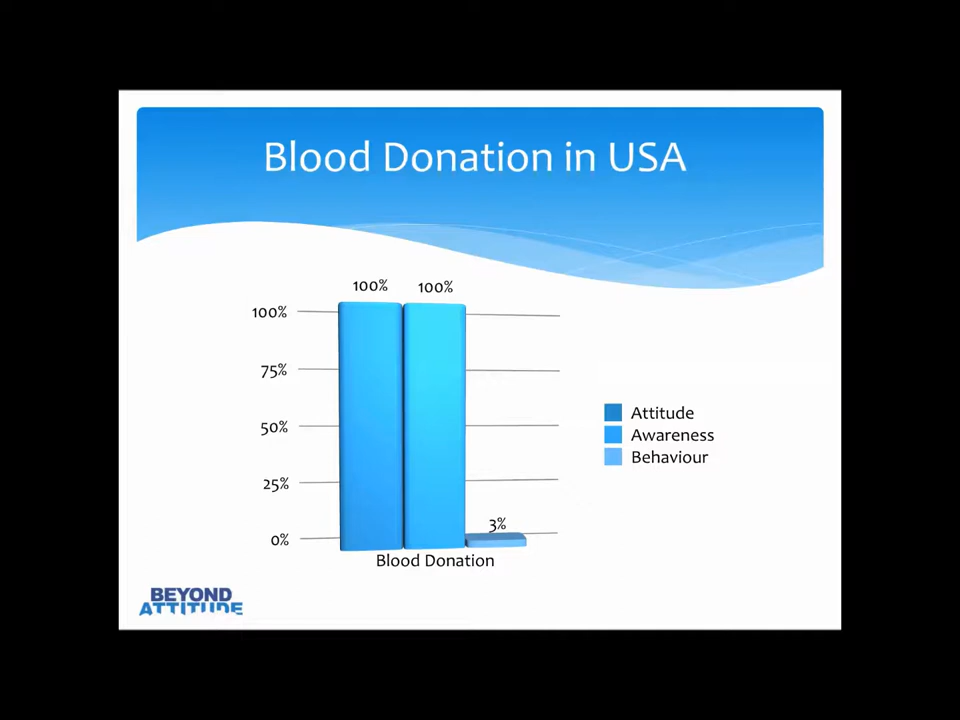 Blood Donation in USA
100% 100%
100%
75%
50%
25%
0%
3%
Blood Donation
Attitude
Awareness
Behaviour
BEYOND
ATTITUDE